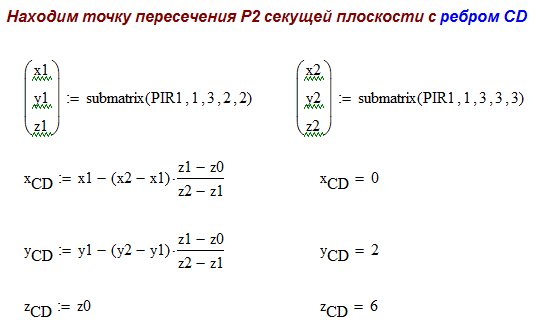 Находим точку пересечения P2 секущей плоскости с ребром CD
(x1 y1 z1) := submatrix(PIR1,1,3,2,2) (x2 y2 z2) := submatrix(PIR1,1,3,3,3)
xCD := x1 − (x2 − x1)·(z1 − z0)/(z2 − z1) xCD = 0
yCD := y1 − (y2 − y1)·(z1 − z0)/(z2 − z1) yCD = 2
zCD := z0 zCD = 6